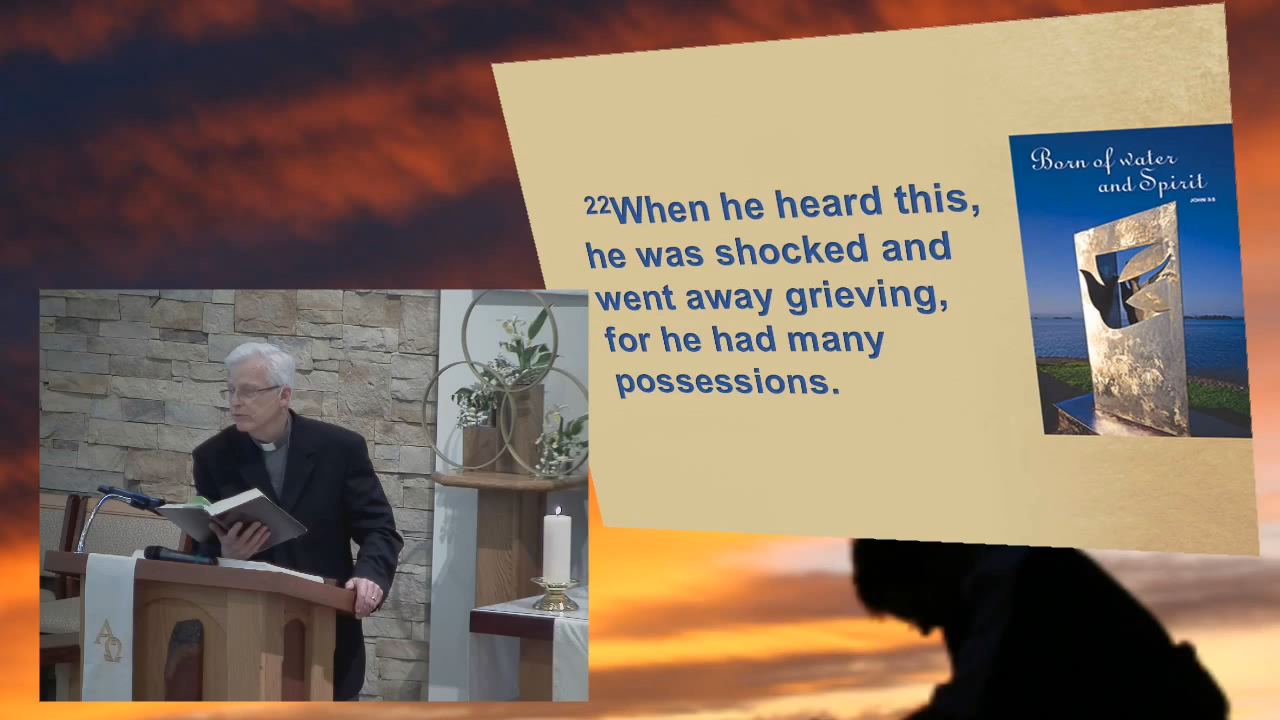 ²²When he heard this,
he was shocked and
went away grieving,
for he had many
possessions.
Born of water
and Spirit
JOHN 3:5
ΑΩ